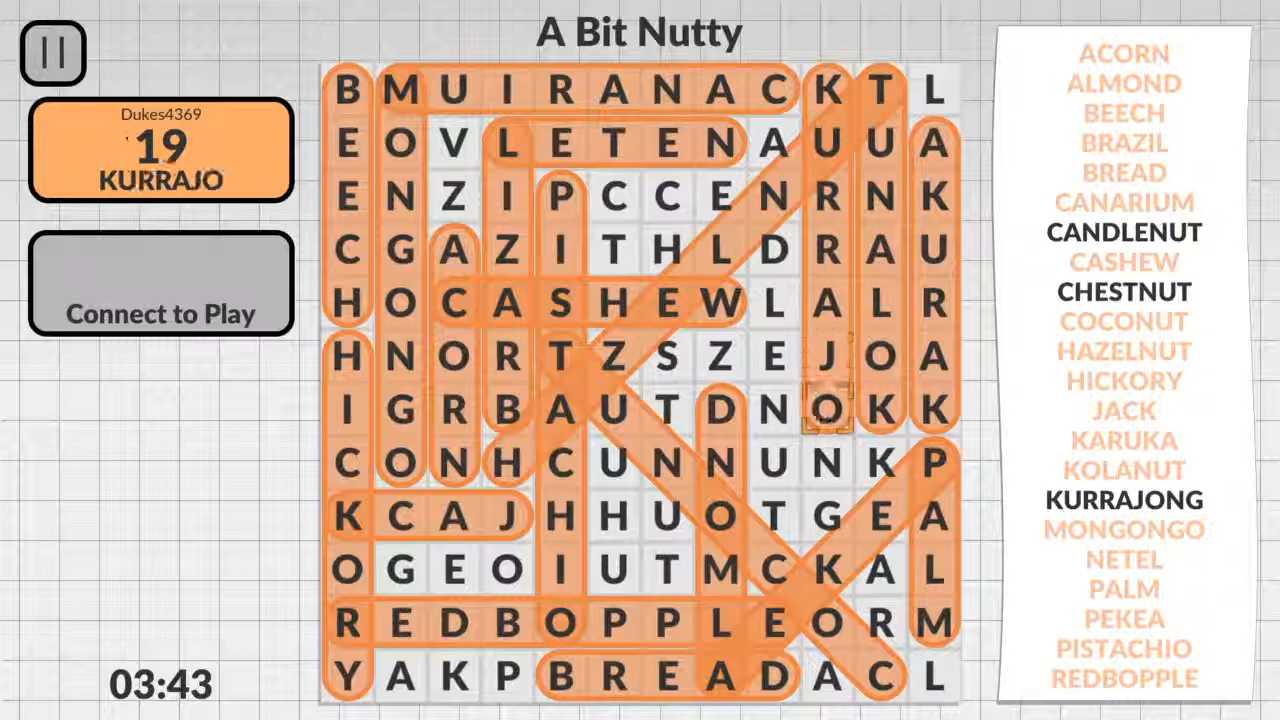 A Bit Nutty
Dukes4369
19
KURRAJO
Connect to Play
03:43
B M U I R A N A C K T L
E O V L E T E N A U U A
E N Z I P C C E N R N K
C G A Z I T H L D R A U
H O C A S H E W L A L R
H N O R T Z S Z E J O A
I G R B A U T D N O K K
C O N H C U N N U N K P
K C A J H H U O T G E A
O G E O I U T M C K A L
R E D B O P P L E O R M
Y A K P B R E A D A C L
ACORN
ALMOND
BEECH
BRAZIL
BREAD
CANARIUM
CANDLENUT
CASHEW
CHESTNUT
COCONUT
HAZELNUT
HICKORY
JACK
KARUKA
KOLANUT
KURRAJONG
MONGONGO
NETEL
PALM
PEKEA
PISTACHIO
REDBOPPLE